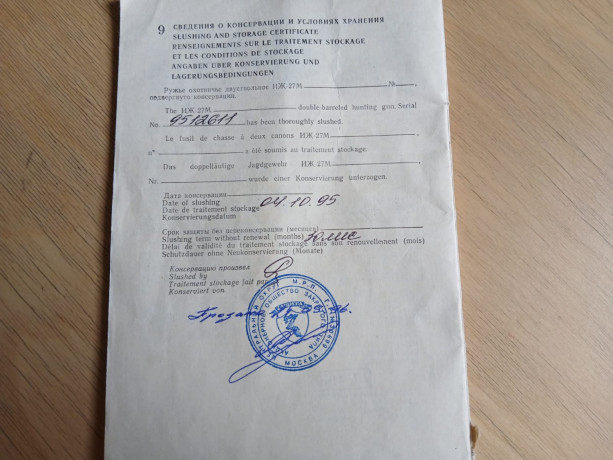 9 СВЕДЕНИЯ О КОНСЕРВАЦИИ И УСЛОВИЯХ ХРАНЕНИЯ
SLUSHING AND STORAGE CERTIFICATE
RENSEIGNEMENTS SUR LE TRAITEMENT STOCKAGE
ET LES CONDITIONS DE STOCKAGE
ANGABEN ÜBER KONSERVIERUNG UND
LAGERUNGSBEDINGUNGEN
Ружье охотничье двуствольное ИЖ-27М № ,
подвергнуто консервации.
The ИЖ-27М double-barreled hunting gun, Serial
No. 9512611 has been thoroughly slushed.
Le fusil de chasse à deux canons ИЖ-27М ,
n° a été soumis au traitement stockage.
Das doppelläufige Jagdgewehr ИЖ-27М ,
Nr wurde einer Konservierung unterzogen.
Дата консервации
Date of slushing 04.10.95
Date de traitement stockage
Konservierungsdatum
Срок защиты без переконсервации (месяцев)
Slushing term without renewal (months)
Délai de validité du traitement stockage sans son renouvellement (mois)
Schutzdauer ohne Neukonservierung (Monate)
Консервацию произвел
Slushed by
Traitement stockage fait par
Konserviert von
АКЦИОНЕРНОЕ ОБЩЕСТВО ЗАКРЫТОГО ТИПА
МОСКВА